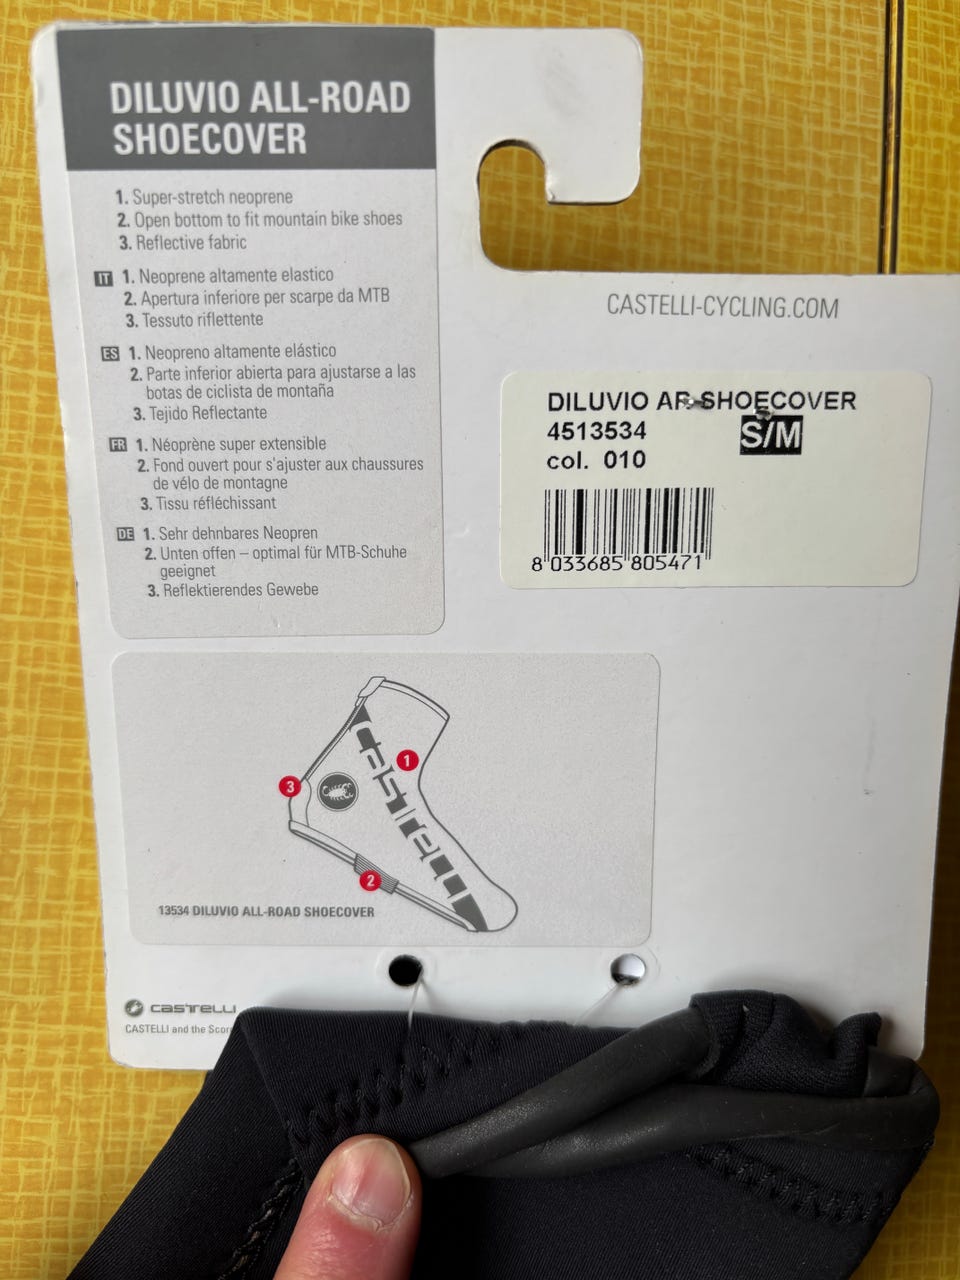 DILUVIO ALL-ROAD
SHOECOVER
1. Super-stretch neoprene
2. Open bottom to fit mountain bike shoes
3. Reflective fabric
IT 1. Neoprene altamente elastico
2. Apertura inferiore per scarpe da MTB
3. Tessuto riflettente
ES 1. Neopreno altamente elástico
2. Parte inferior abierta para ajustarse a las
botas de ciclista de montaña
3. Tejido Reflectante
FR 1. Néoprène super extensible
2. Fond ouvert pour s'ajuster aux chaussures
de vélo de montagne
3. Tissu réfléchissant
DE 1. Sehr dehnbares Neopren
2. Unten offen – optimal für MTB-Schuhe
geeignet
3. Reflektierendes Gewebe
CASTELLI-CYCLING.COM
DILUVIO AR SHOECOVER
4513534 S/M
col. 010
8 033685 805471
1
3
castelli
2
13534 DILUVIO ALL-ROAD SHOECOVER
castelli
CASTELLI and the